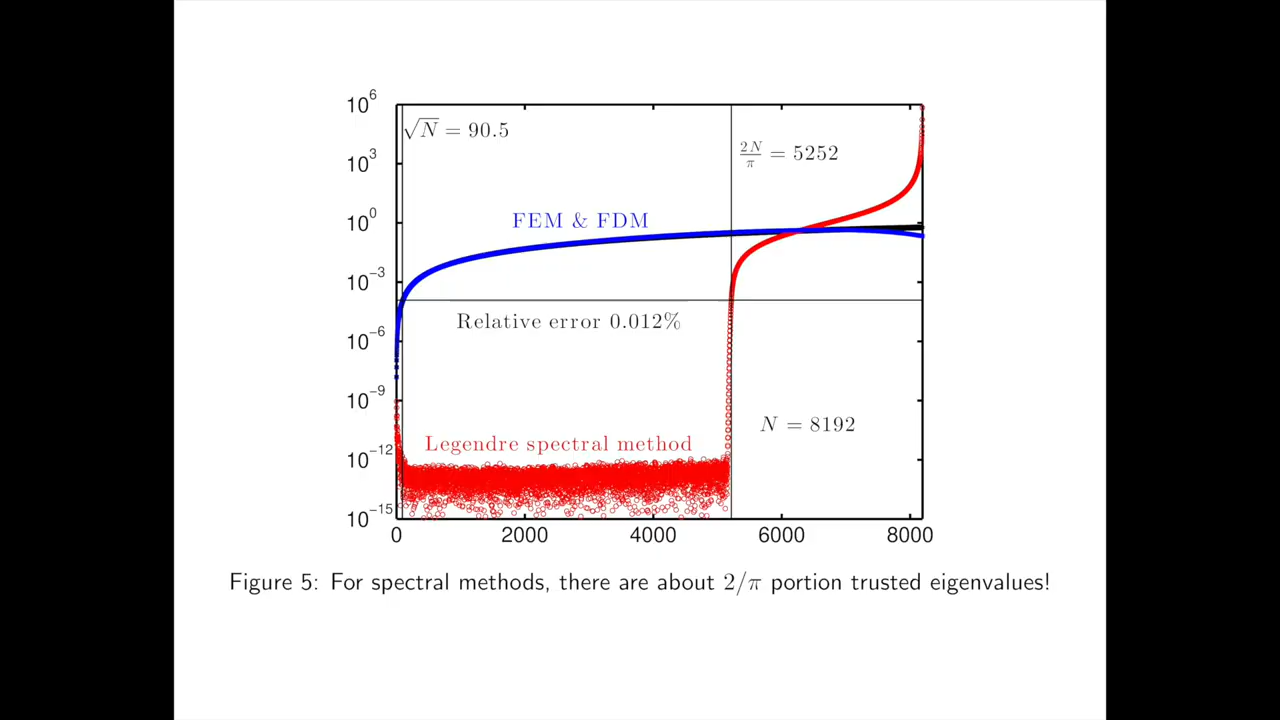 10^6
√N = 90.5
2N/π = 5252
10^3
FEM & FDM
10^0
10^−3
Relative error 0.012%
10^−6
10^−9
N = 8192
Legendre spectral method
10^−12
10^−15
0 2000 4000 6000 8000
Figure 5: For spectral methods, there are about 2/π portion trusted eigenvalues!